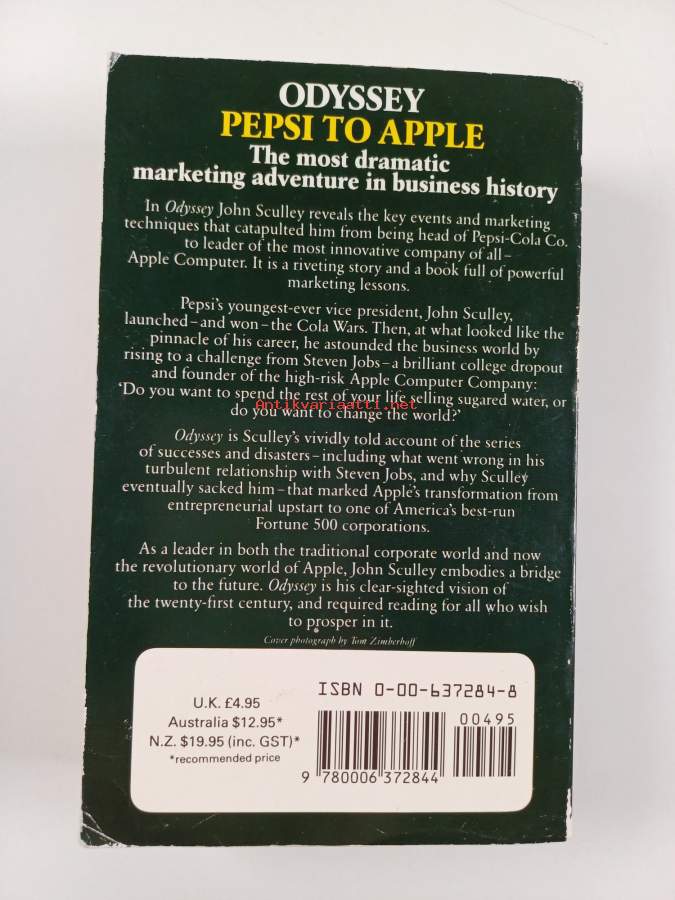 ODYSSEY
PEPSI TO APPLE
The most dramatic
marketing adventure in business history
In Odyssey John Sculley reveals the key events and marketing
techniques that catapulted him from being head of Pepsi-Cola Co.
to leader of the most innovative company of all–
Apple Computer. It is a riveting story and a book full of powerful
marketing lessons.
Pepsi's youngest-ever vice president, John Sculley,
launched–and won–the Cola Wars. Then, at what looked like the
pinnacle of his career, he astounded the business world by
rising to a challenge from Steven Jobs–a brilliant college dropout
and founder of the high-risk Apple Computer Company:
‘Do you want to spend the rest of your life selling sugared water, or
Antikvariaatti.net
do you want to change the world?’
Odyssey is Sculley's vividly told account of the series
of successes and disasters–including what went wrong in his
turbulent relationship with Steven Jobs, and why Sculley
eventually sacked him–that marked Apple's transformation from
entrepreneurial upstart to one of America's best-run
Fortune 500 corporations.
As a leader in both the traditional corporate world and now
the revolutionary world of Apple, John Sculley embodies a bridge
to the future. Odyssey is his clear-sighted vision of
the twenty-first century, and required reading for all who wish
to prosper in it.
Cover photograph by Tom Zimberhoff
U.K. £4.95
Australia $12.95*
N.Z. $19.95 (inc. GST)*
*recommended price
ISBN 0-00-637284-8
00495
9 780006 372844